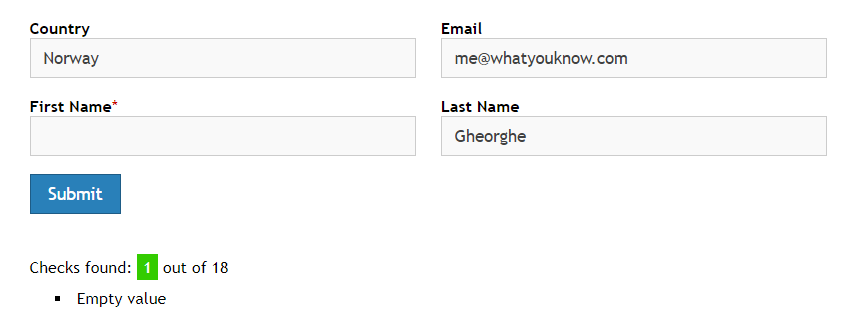 Country
Email
Norway
me@whatyouknow.com
First Name*
Last Name
Gheorghe
Submit
Checks found: 1 out of 18
Empty value